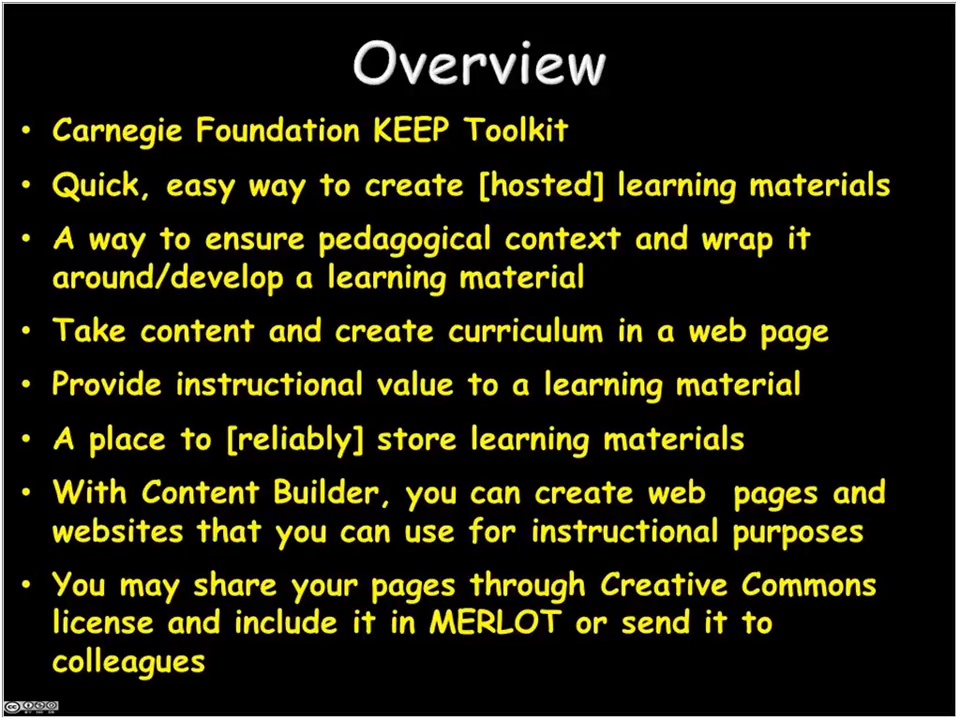 Overview
• Carnegie Foundation KEEP Toolkit
• Quick, easy way to create [hosted] learning materials
• A way to ensure pedagogical context and wrap it
around/develop a learning material
• Take content and create curriculum in a web page
• Provide instructional value to a learning material
• A place to [reliably] store learning materials
• With Content Builder, you can create web  pages and
websites that you can use for instructional purposes
• You may share your pages through Creative Commons
license and include it in MERLOT or send it to
colleagues